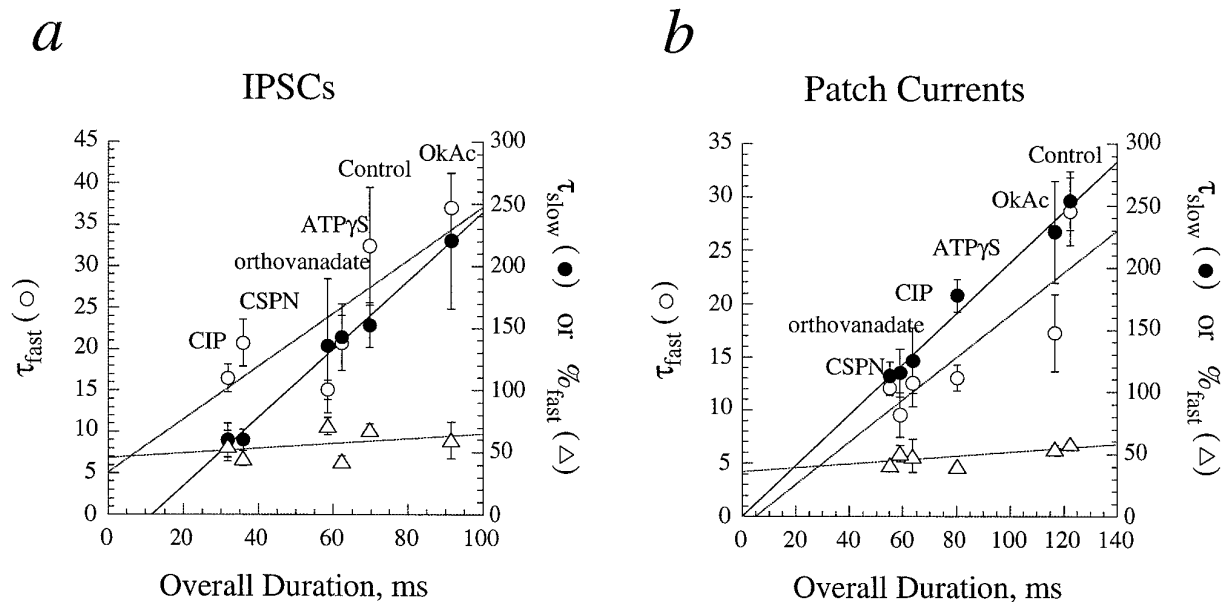 a
IPSCs
45
40
35
30
25
20
15
10
5
0
τfast (○)
300
250
200
150
100
50
0
τslow (●) or %fast (△)
OkAc
Control
ATPγS
orthovanadate
CSPN
CIP
0 20 40 60 80 100
Overall Duration, ms
b
Patch Currents
35
30
25
20
15
10
5
0
τfast (○)
300
250
200
150
100
50
0
τslow (●) or %fast (△)
Control
OkAc
ATPγS
CIP
orthovanadate
CSPN
0 20 40 60 80 100 120 140
Overall Duration, ms